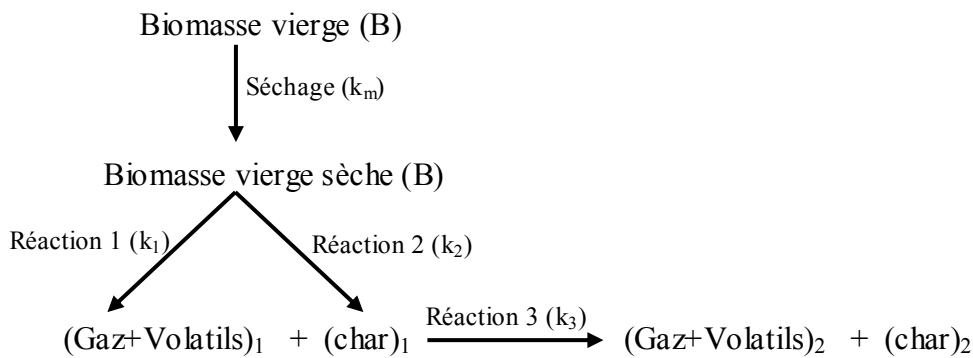 Biomasse vierge (B)
Séchage (kₘ)
Biomasse vierge sèche (B)
Réaction 1 (k₁)
Réaction 2 (k₂)
Réaction 3 (k₃)
(Gaz+Volatils)₁ + (char)₁ (Gaz+Volatils)₂ + (char)₂